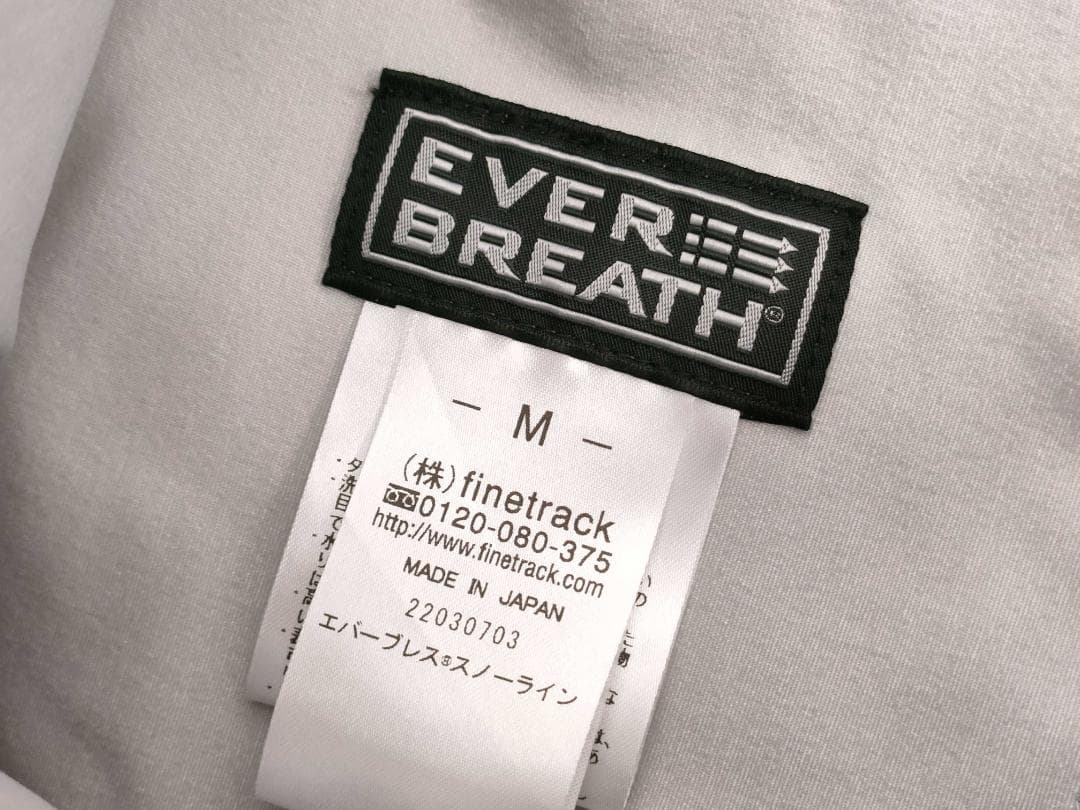 EVER
BREATH®
- M -
(株)finetrack
0120-080-375
http://www.finetrack.com
MADE IN JAPAN
22030703
エバーブレス®スノーライン